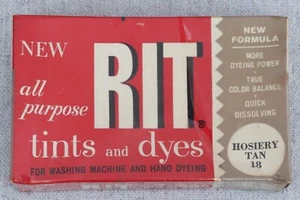 NEW
all
purpose
RIT®
tints and dyes
FOR WASHING MACHINE AND HAND DYEING
NEW
FORMULA
MORE
DYEING POWER
•
TRUE
COLOR BALANCE
•
QUICK
DISSOLVING
HOSIERY
TAN
18